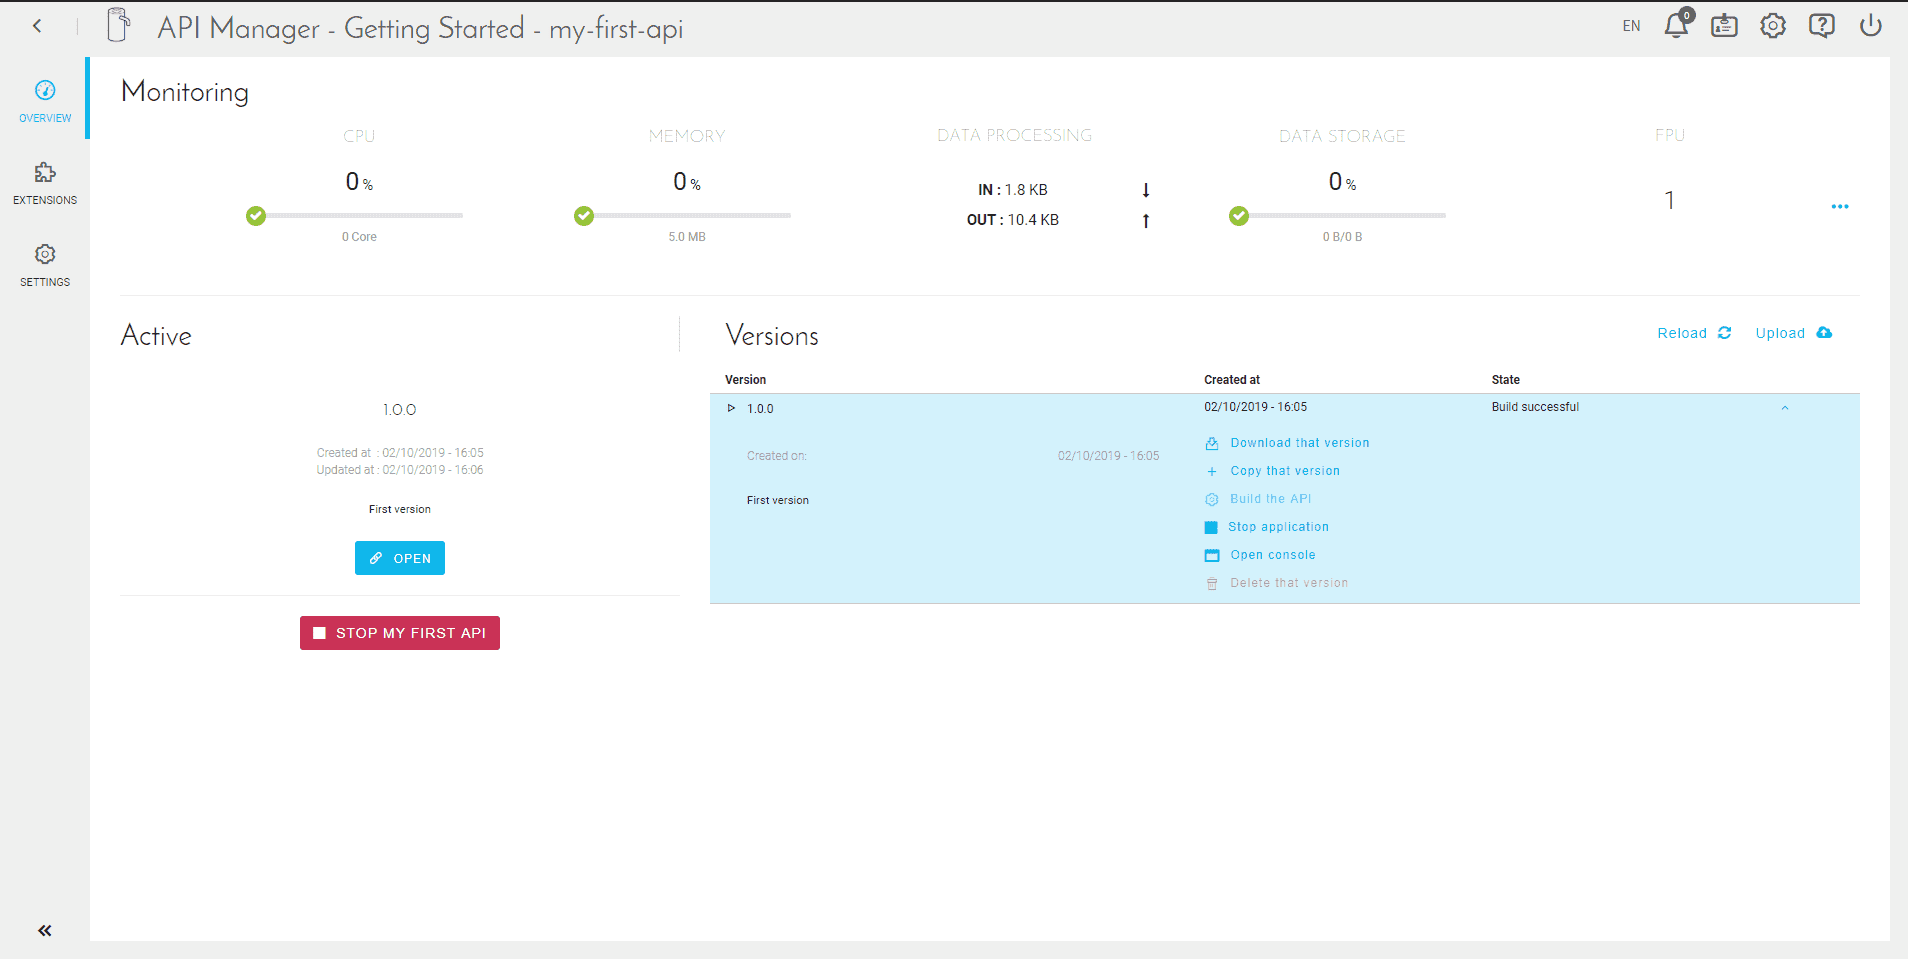 API Manager - Getting Started - my-first-api
EN
0
OVERVIEW
EXTENSIONS
SETTINGS
Monitoring
CPU
0 %
0 Core
MEMORY
0 %
5.0 MB
DATA PROCESSING
IN : 1.8 KB
OUT : 10.4 KB
DATA STORAGE
0 %
0 B/0 B
FPU
1
Active
1.0.0
Created at : 02/10/2019 - 16:05
Updated at : 02/10/2019 - 16:06
First version
OPEN
STOP MY FIRST API
Versions
Reload
Upload
Version Created at State
1.0.0 02/10/2019 - 16:05 Build successful
Created on: 02/10/2019 - 16:05
First version
Download that version
Copy that version
Build the API
Stop application
Open console
Delete that version